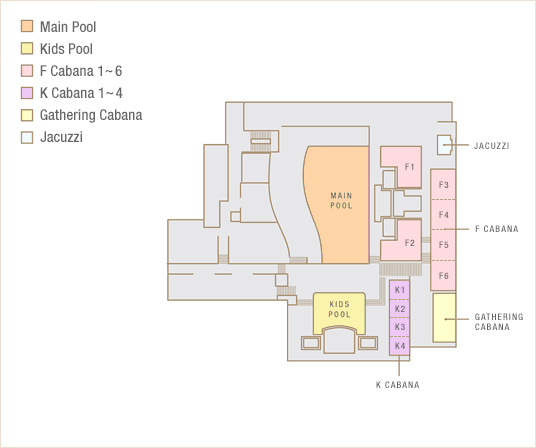 Main Pool
Kids Pool
F Cabana 1~6
K Cabana 1~4
Gathering Cabana
Jacuzzi
JACUZZI
F1
F3
MAIN
POOL
F4
F CABANA
F2
F5
F6
K1
KIDS
POOL
K2
GATHERING
CABANA
K3
K4
K CABANA